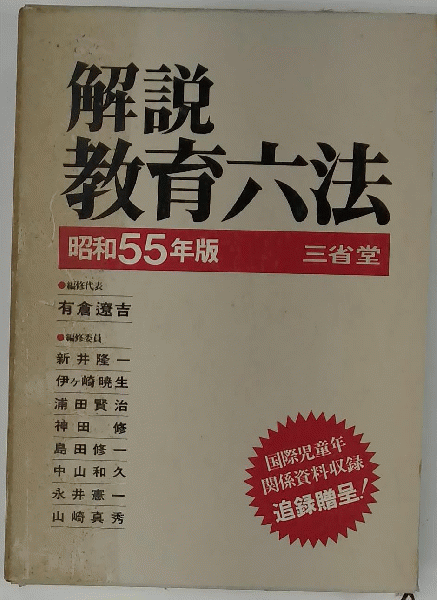 解説
教育六法
昭和55年版 三省堂
●編修代表
有倉遼吉
●編修委員
新井隆一
伊ケ崎暁生
浦田賢治
神田修
島田修一
中山和久
永井憲一
山崎真秀
国際児童年
関係資料収録
追録贈呈!